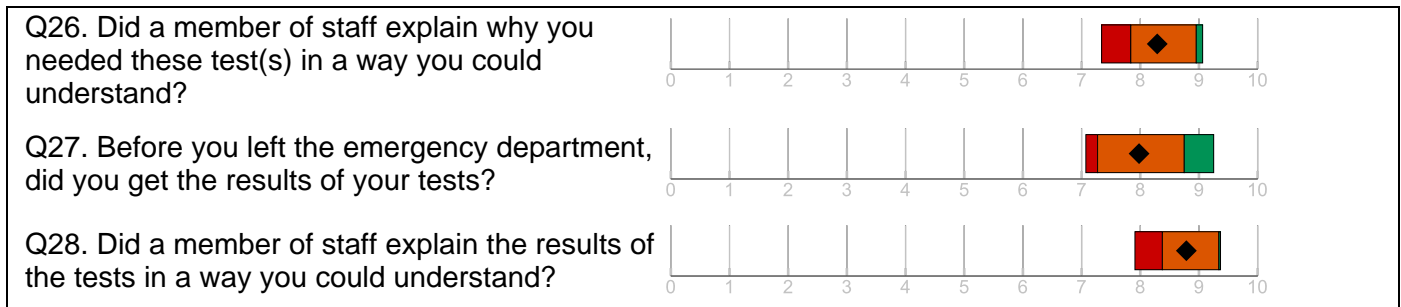 Q26. Did a member of staff explain why you
needed these test(s) in a way you could
understand?
0 1 2 3 4 5 6 7 8 9 10
Q27. Before you left the emergency department,
did you get the results of your tests?
0 1 2 3 4 5 6 7 8 9 10
Q28. Did a member of staff explain the results of
the tests in a way you could understand?
0 1 2 3 4 5 6 7 8 9 10